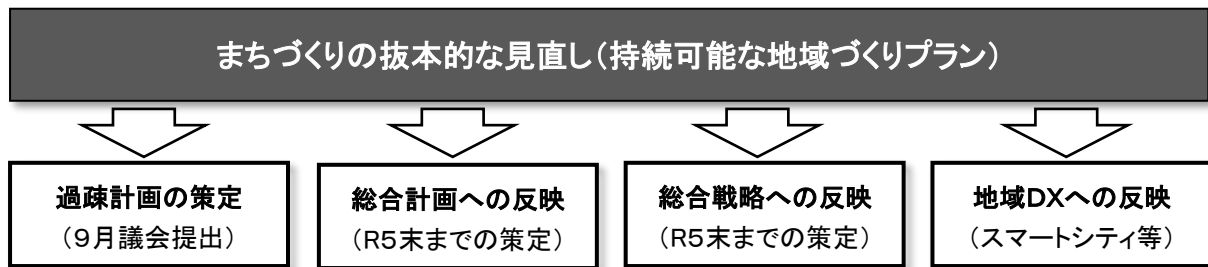 まちづくりの抜本的な見直し（持続可能な地域づくりプラン）
過疎計画の策定
（９月議会提出）
総合計画への反映
（R5末までの策定）
総合戦略への反映
（R5末までの策定）
地域DXへの反映
（スマートシティ等）